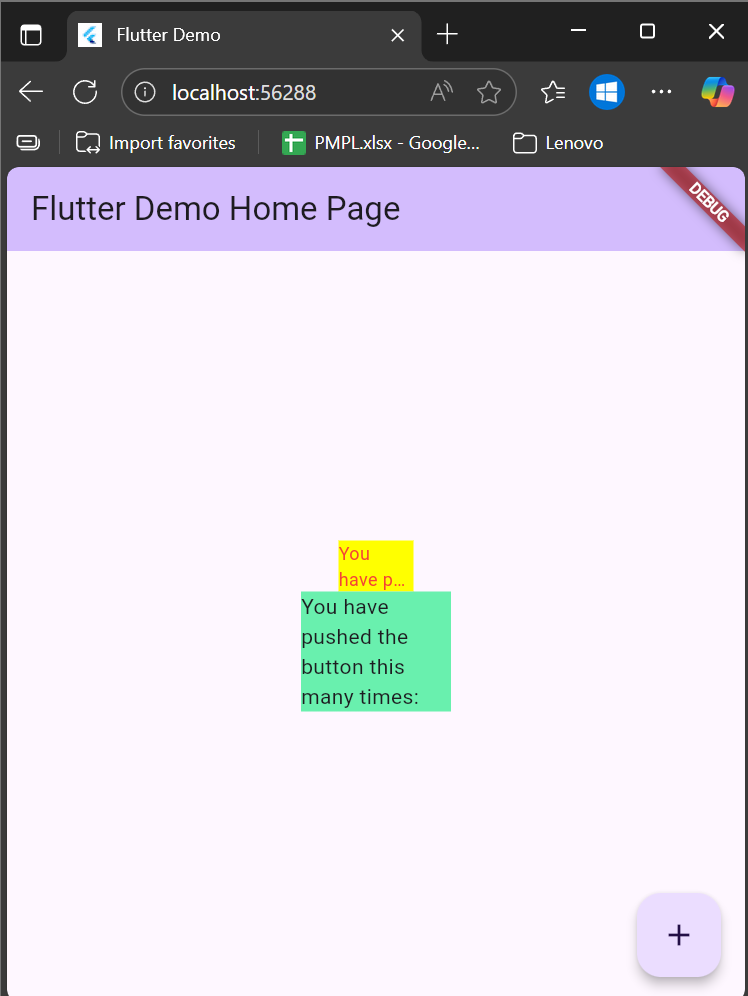 Flutter Demo
localhost:56288
Import favorites
PMPL.xlsx - Google...
Lenovo
Flutter Demo Home Page
DEBUG
You
have p...
You have
pushed the
button this
many times: